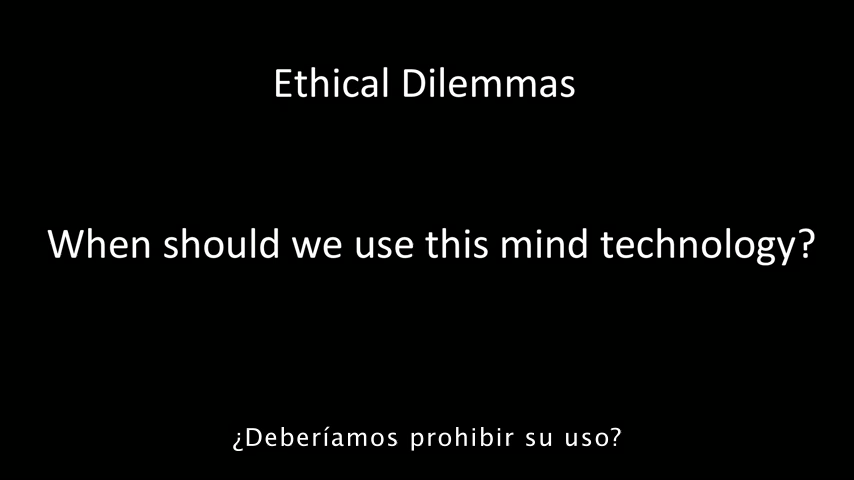 Ethical Dilemmas
When should we use this mind technology?
¿Deberíamos prohibir su uso?